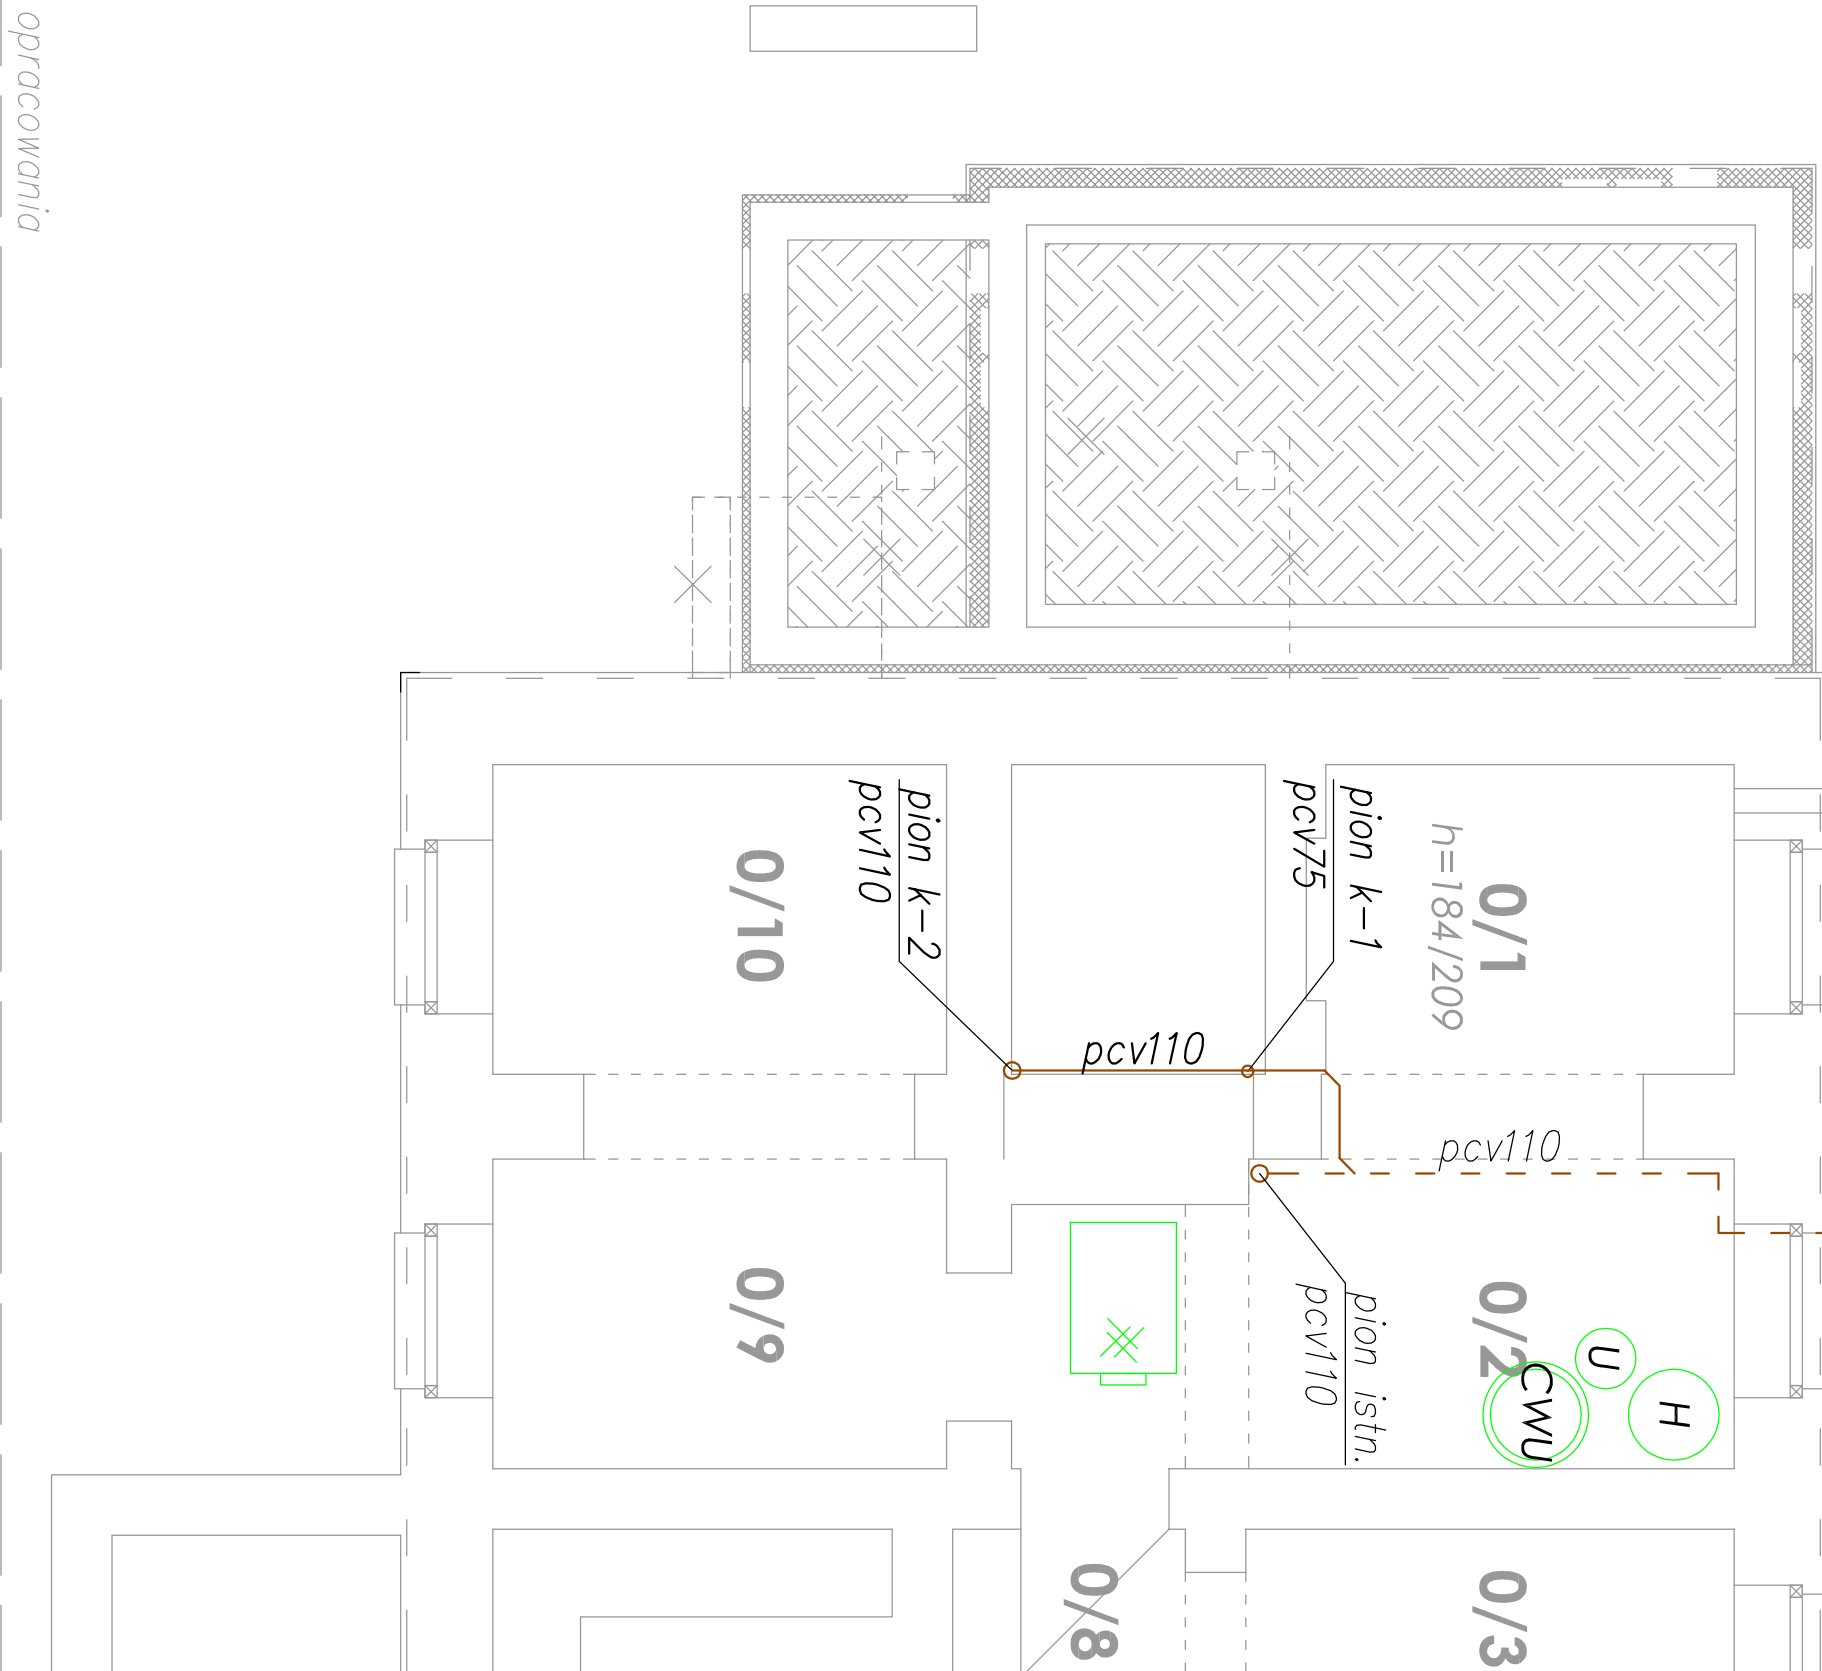 opracowania
0/10
pion k-2
pcv110
pion k-1
pcv75
0/1
h=184/209
pcv110
pcv110
0/9
pion istn.
pcv110
0/2
U
CWU
H
0/8
0/3